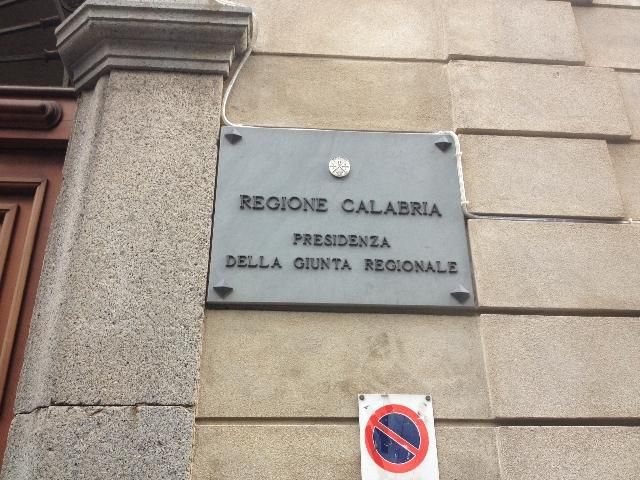 REGIONE CALABRIA
PRESIDENZA
DELLA GIUNTA REGIONALE